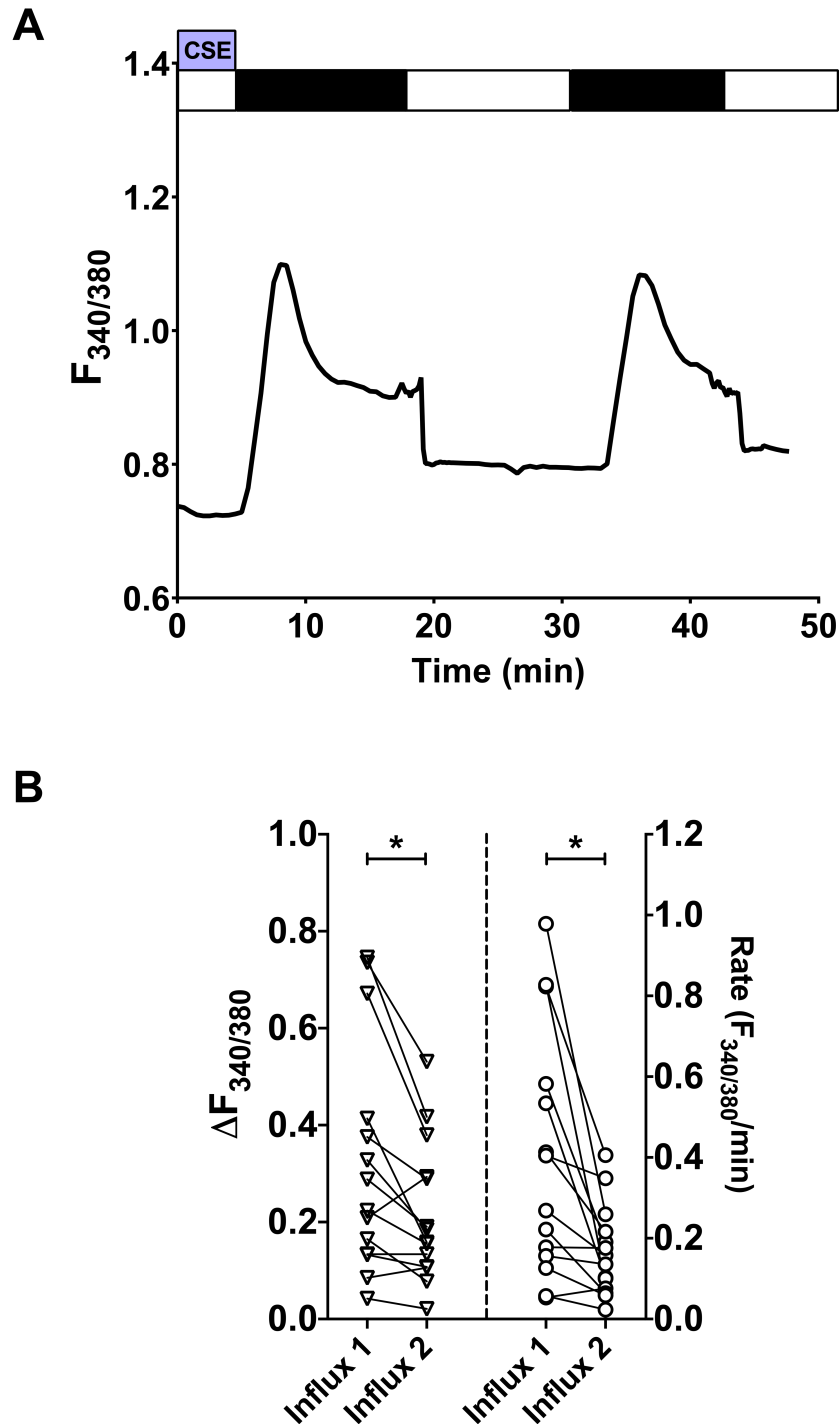 A
CSE
1.4
1.2
1.0
0.8
0.6
F340/380
0 10 20 30 40 50
Time (min)
B
1.0
0.8
0.6
0.4
0.2
0.0
ΔF340/380
* *
1.2
1.0
0.8
0.6
0.4
0.2
0.0
Rate (F340/380/min)
Influx 1 Influx 2 Influx 1 Influx 2